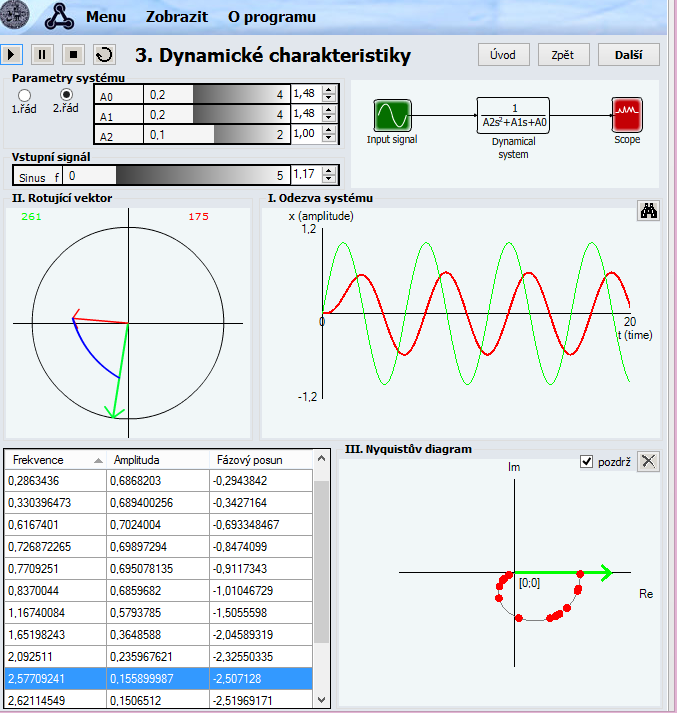 Menu Zobrazit O programu
3. Dynamické charakteristiky
Úvod Zpět Další
Parametry systému
1.řád 2.řád
A0 0,2 4 1,48
A1 0,2 4 1,48
A2 0,1 2 1,00
Vstupní signál
Sinus f 0 5 1,17
1
A2s²+A1s+A0
Input signal
Dynamical
system
Scope
II. Rotující vektor
261 175
I. Odezva systému
x (amplitude)
1,2
0
20
t (time)
-1,2
Frekvence Amplituda Fázový posun
0,2863436 0,6868203 -0,2943842
0,330396473 0,689400256 -0,3427164
0,6167401 0,7024004 -0,693348467
0,726872265 0,69897294 -0,8474099
0,7709251 0,695078135 -0,9117343
0,8370044 0,6859682 -1,01046729
1,16740084 0,5793785 -1,5055598
1,65198243 0,3648588 -2,04589319
2,092511 0,235967621 -2,32550335
2,57709241 0,155899987 -2,507128
2,62114549 0,1506512 -2,51969171
III. Nyquistův diagram
pozdrž
Im
[0;0]
Re